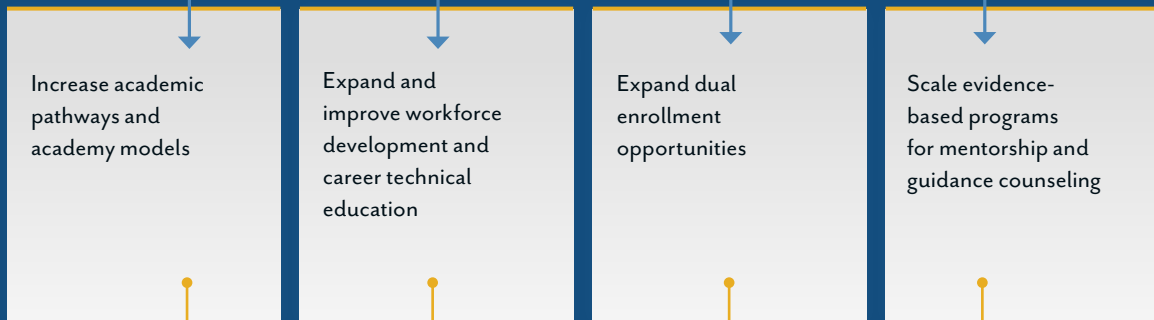 Increase academic
pathways and
academy models
Expand and
improve workforce
development and
career technical
education
Expand dual
enrollment
opportunities
Scale evidence-
based programs
for mentorship and
guidance counseling